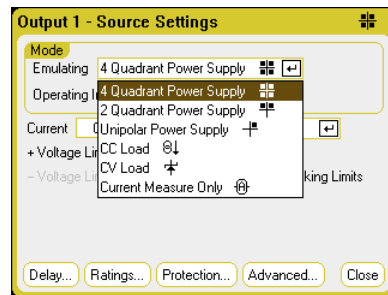 Output 1 - Source Settings
Mode
Emulating 4 Quadrant Power Supply
Operating
4 Quadrant Power Supply
2 Quadrant Power Supply
Unipolar Power Supply
CC Load
CV Load
Current Measure Only
Current
+ Voltage
- Voltage
king Limits
Delay... Ratings... Protection... Advanced... Close